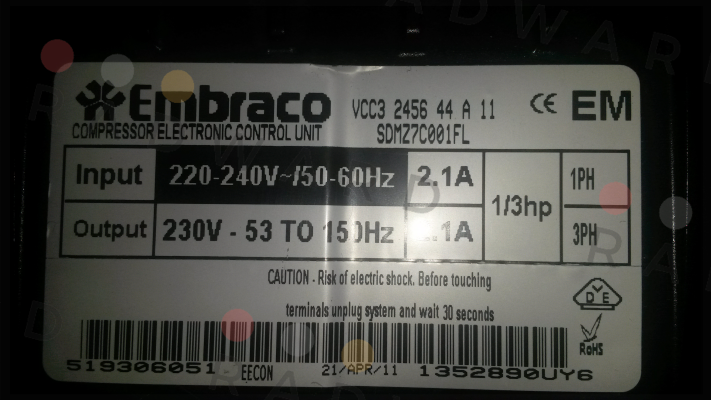 Embraco
COMPRESSOR ELECTRONIC CONTROL UNIT
VCC3 2456 44 A 11
SDMZ7C001FL
CE EM
Input 220-240V~/50-60Hz 2.1A 1/3hp 1PH
Output 230V - 53 TO 150Hz .1A 3PH
CAUTION - Risk of electric shock. Before touching
terminals unplug system and wait 30 seconds
VDE
RoHS
519306051 EECON 21/APR/11 1352890UY6